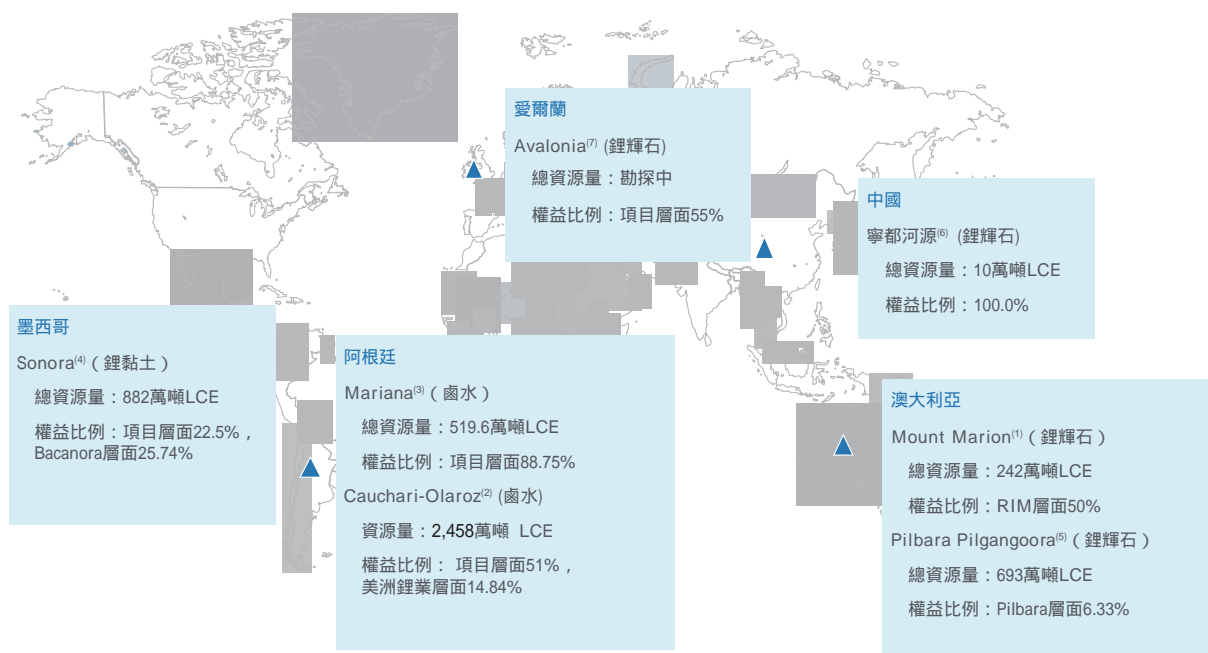 愛爾蘭
Avalonia(7) (鋰輝石)
總資源量：勘探中
權益比例：項目層面55%
中國
寧都河源(6) (鋰輝石)
總資源量：10萬噸LCE
權益比例：100.0%
墨西哥
Sonora(4)（鋰黏土）
總資源量：882萬噸LCE
權益比例：項目層面22.5%，
Bacanora層面25.74%
阿根廷
Mariana(3)（鹵水）
總資源量：519.6萬噸LCE
權益比例：項目層面88.75%
Cauchari-Olaroz(2) (鹵水)
資源量：2,458萬噸 LCE
權益比例： 項目層面51%，
美洲鋰業層面14.84%
澳大利亞
Mount Marion(1)（鋰輝石）
總資源量：242萬噸LCE
權益比例：RIM層面50%
Pilbara Pilgangoora(5)（鋰輝石）
總資源量：693萬噸LCE
權益比例：Pilbara層面6.33%